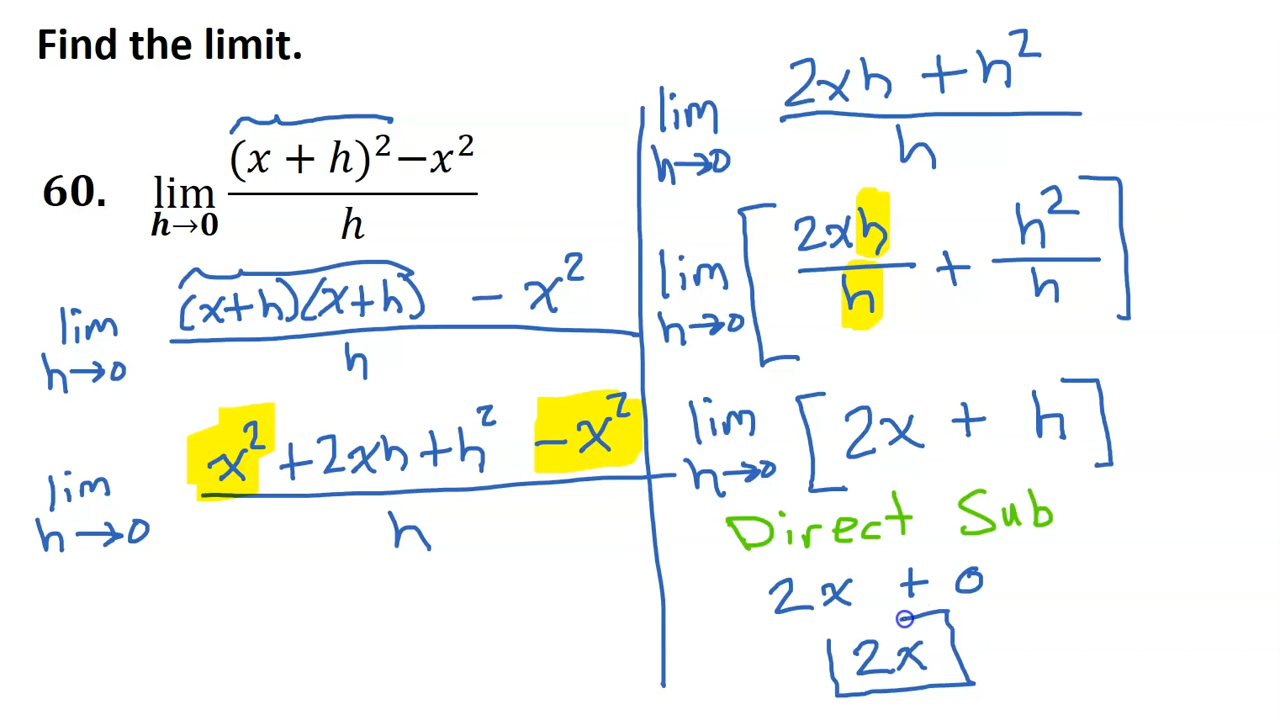 Find the limit.
60. lim h→0 ((x + h)² − x²) / h
lim h→0 ((x+h)(x+h) − x²) / h
lim h→0 (x² + 2xh + h² − x²) / h
lim h→0 (2xh + h²) / h
lim h→0 [2xh / h + h² / h]
lim h→0 [2x + h]
Direct Sub
2x + 0
2x